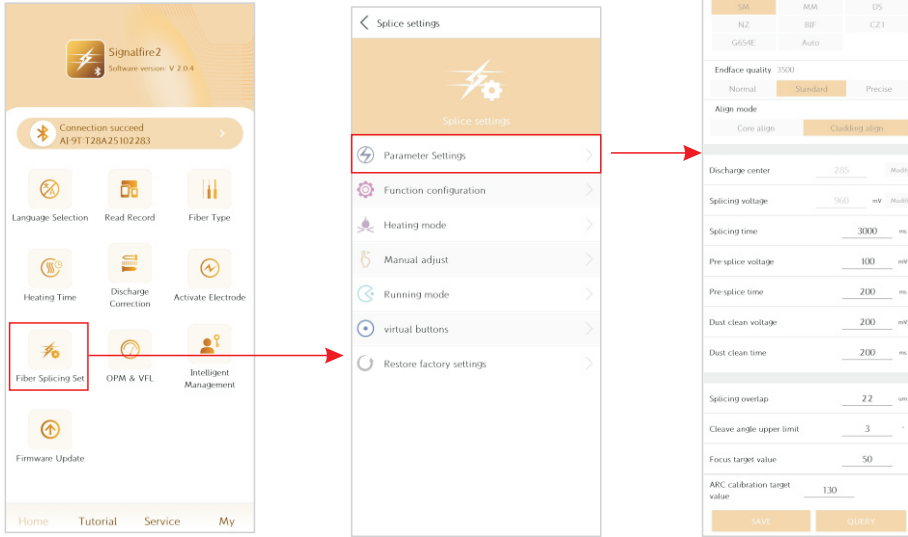 Signalfire2
Software version: V 2.0.4
Connection succeed
AI-9T-T28A25102283
Language Selection
Read Record
Fiber Type
Heating Time
Discharge
Correction
Activate Electrode
Fiber Splicing Set
OPM & VFL
Intelligent
Management
Firmware Update
Home Tutorial Service My
Splice settings
Splice settings
Parameter Settings
Function configuration
Heating mode
Manual adjust
Running mode
virtual buttons
Restore factory settings
SM MM DS
NZ BIF CZ1
G654E Auto
Endface quality 3500
Normal Standard Precise
Align mode
Core align Cladding align
Discharge center 285
Splicing voltage 960 mV
Splicing time 3000 ms
Pre-splice voltage 100 mV
Pre-splice time 200 ms
Dust clean voltage 200 mV
Dust clean time 200 ms
Splicing overlap 22 um
Cleave angle upper limit 3 °
Focus target value 50
ARC calibration target
value 130
SAVE QUERY